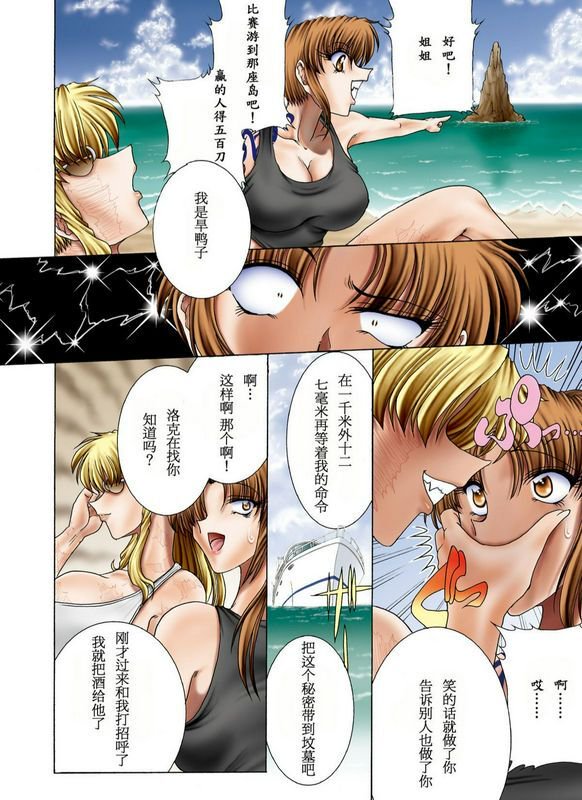 好吧！
姐姐
比赛游到那座岛吧！
赢的人得五百刀
我是旱鸭子
哎……
啊……
笑的话就做了你
告诉别人也做了你
在一千米外十二
七毫米再等着我的命令
把这个秘密带到坟墓吧
啊…
这样啊 那个啊！
洛克在找你
知道吗？
刚才过来和我打招呼了
我就把酒给他了